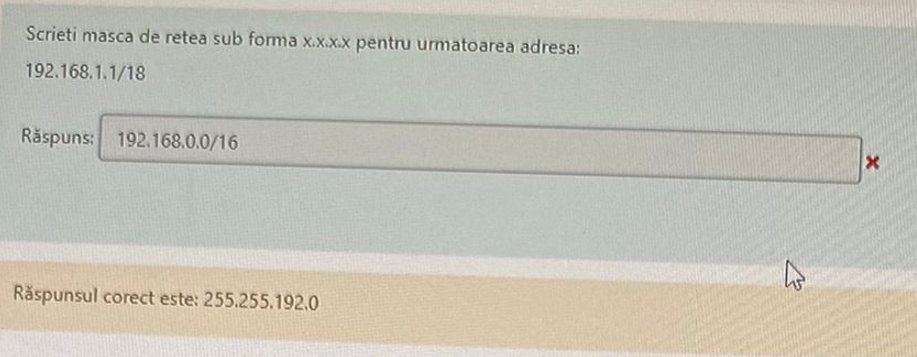 Scrieti masca de retea sub forma x.x.x.x pentru urmatoarea adresa:
192.168.1.1/18
Răspuns: 192.168.0.0/16
Răspunsul corect este: 255.255.192.0